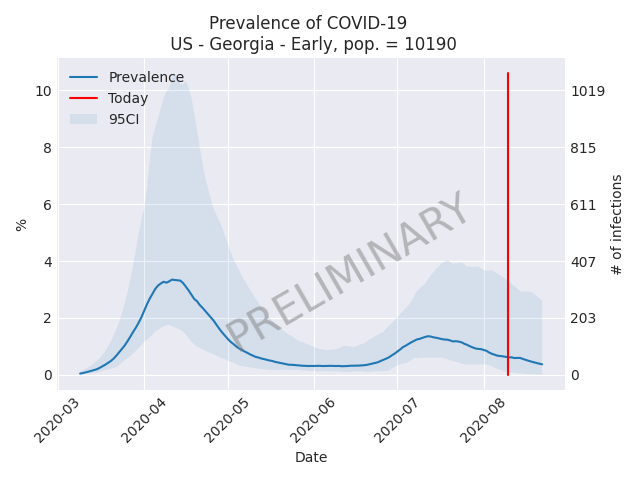 Prevalence of COVID-19
US - Georgia - Early, pop. = 10190
Prevalence
Today
95CI
10
8
6
4
2
0
%
1019
815
611
407
203
0
# of infections
PRELIMINARY
2020-03
2020-04
2020-05
2020-06
2020-07
2020-08
Date